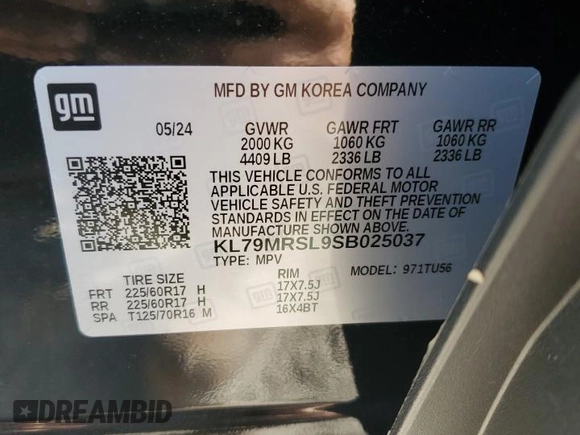 gm
MFD BY GM KOREA COMPANY
05/24 GVWR GAWR FRT GAWR RR
2000 KG 1060 KG 1060 KG
4409 LB 2336 LB 2336 LB
THIS VEHICLE CONFORMS TO ALL
APPLICABLE U.S. FEDERAL MOTOR
VEHICLE SAFETY AND THEFT PREVENTION
STANDARDS IN EFFECT ON THE DATE OF
MANUFACTURE SHOWN ABOVE.
KL79MRSL9SB025037
TYPE: MPV MODEL: 971TU56
TIRE SIZE RIM
FRT 225/60R17 H 17X7.5J
RR 225/60R17 H 17X7.5J
SPA T125/70R16 M 16X4BT
DREAMBID